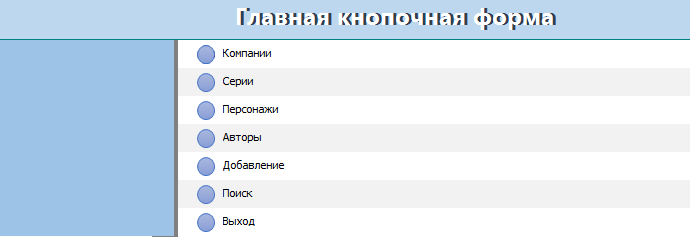 Главная кнопочная форма
Компании
Серии
Персонажи
Авторы
Добавление
Поиск
Выход